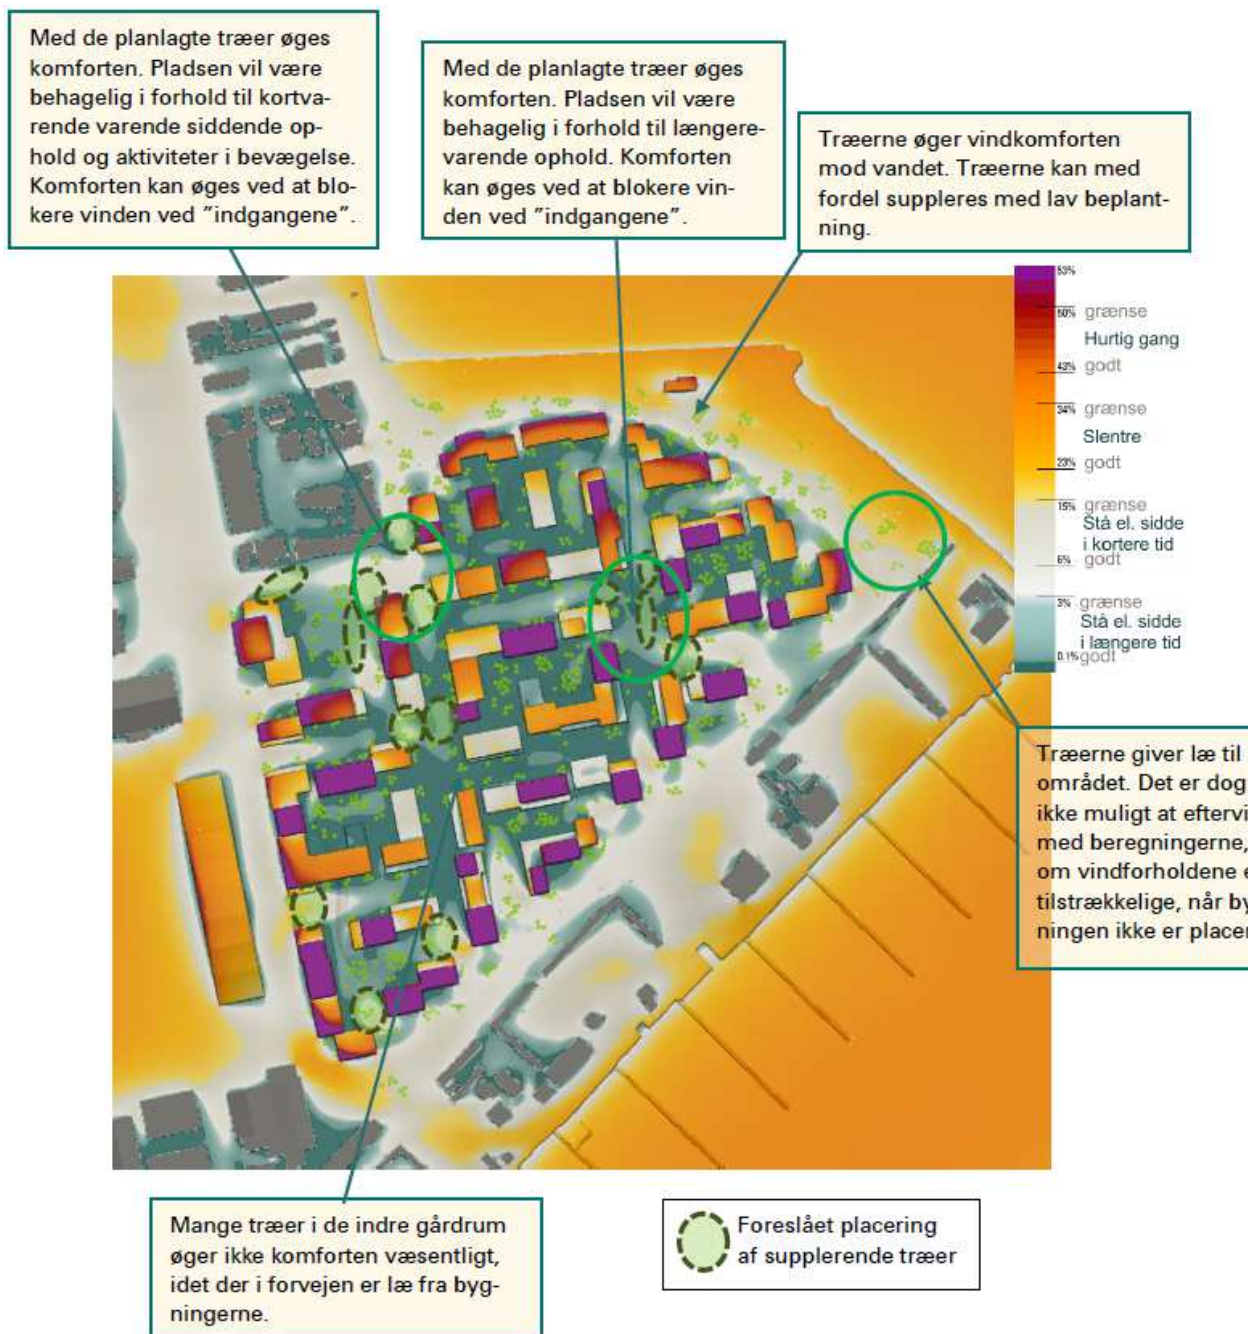 Med de planlagte træer øges
komforten. Pladsen vil være
behagelig i forhold til kortva-
rende varende siddende op-
hold og aktiviteter i bevægelse.
Komforten kan øges ved at blo-
kere vinden ved ”indgangene”.
Med de planlagte træer øges
komforten. Pladsen vil være
behagelig i forhold til længere-
varende ophold. Komforten
kan øges ved at blokere vin-
den ved ”indgangene”.
Træerne øger vindkomforten
mod vandet. Træerne kan med
fordel suppleres med lav beplant-
ning.
53%
50% grænse
Hurtig gang
43% godt
34% grænse
Slentre
23% godt
15% grænse
Stå el. sidde
i kortere tid
6% godt
3% grænse
Stå el. sidde
i længere tid
0.1% godt
Træerne giver læ til
området. Det er dog
ikke muligt at eftervi
med beregningerne,
om vindforholdene e
tilstrækkelige, når by
ningen ikke er placer
Mange træer i de indre gårdrum
øger ikke komforten væsentligt,
idet der i forvejen er læ fra byg-
ningerne.
Foreslået placering
af supplerende træer